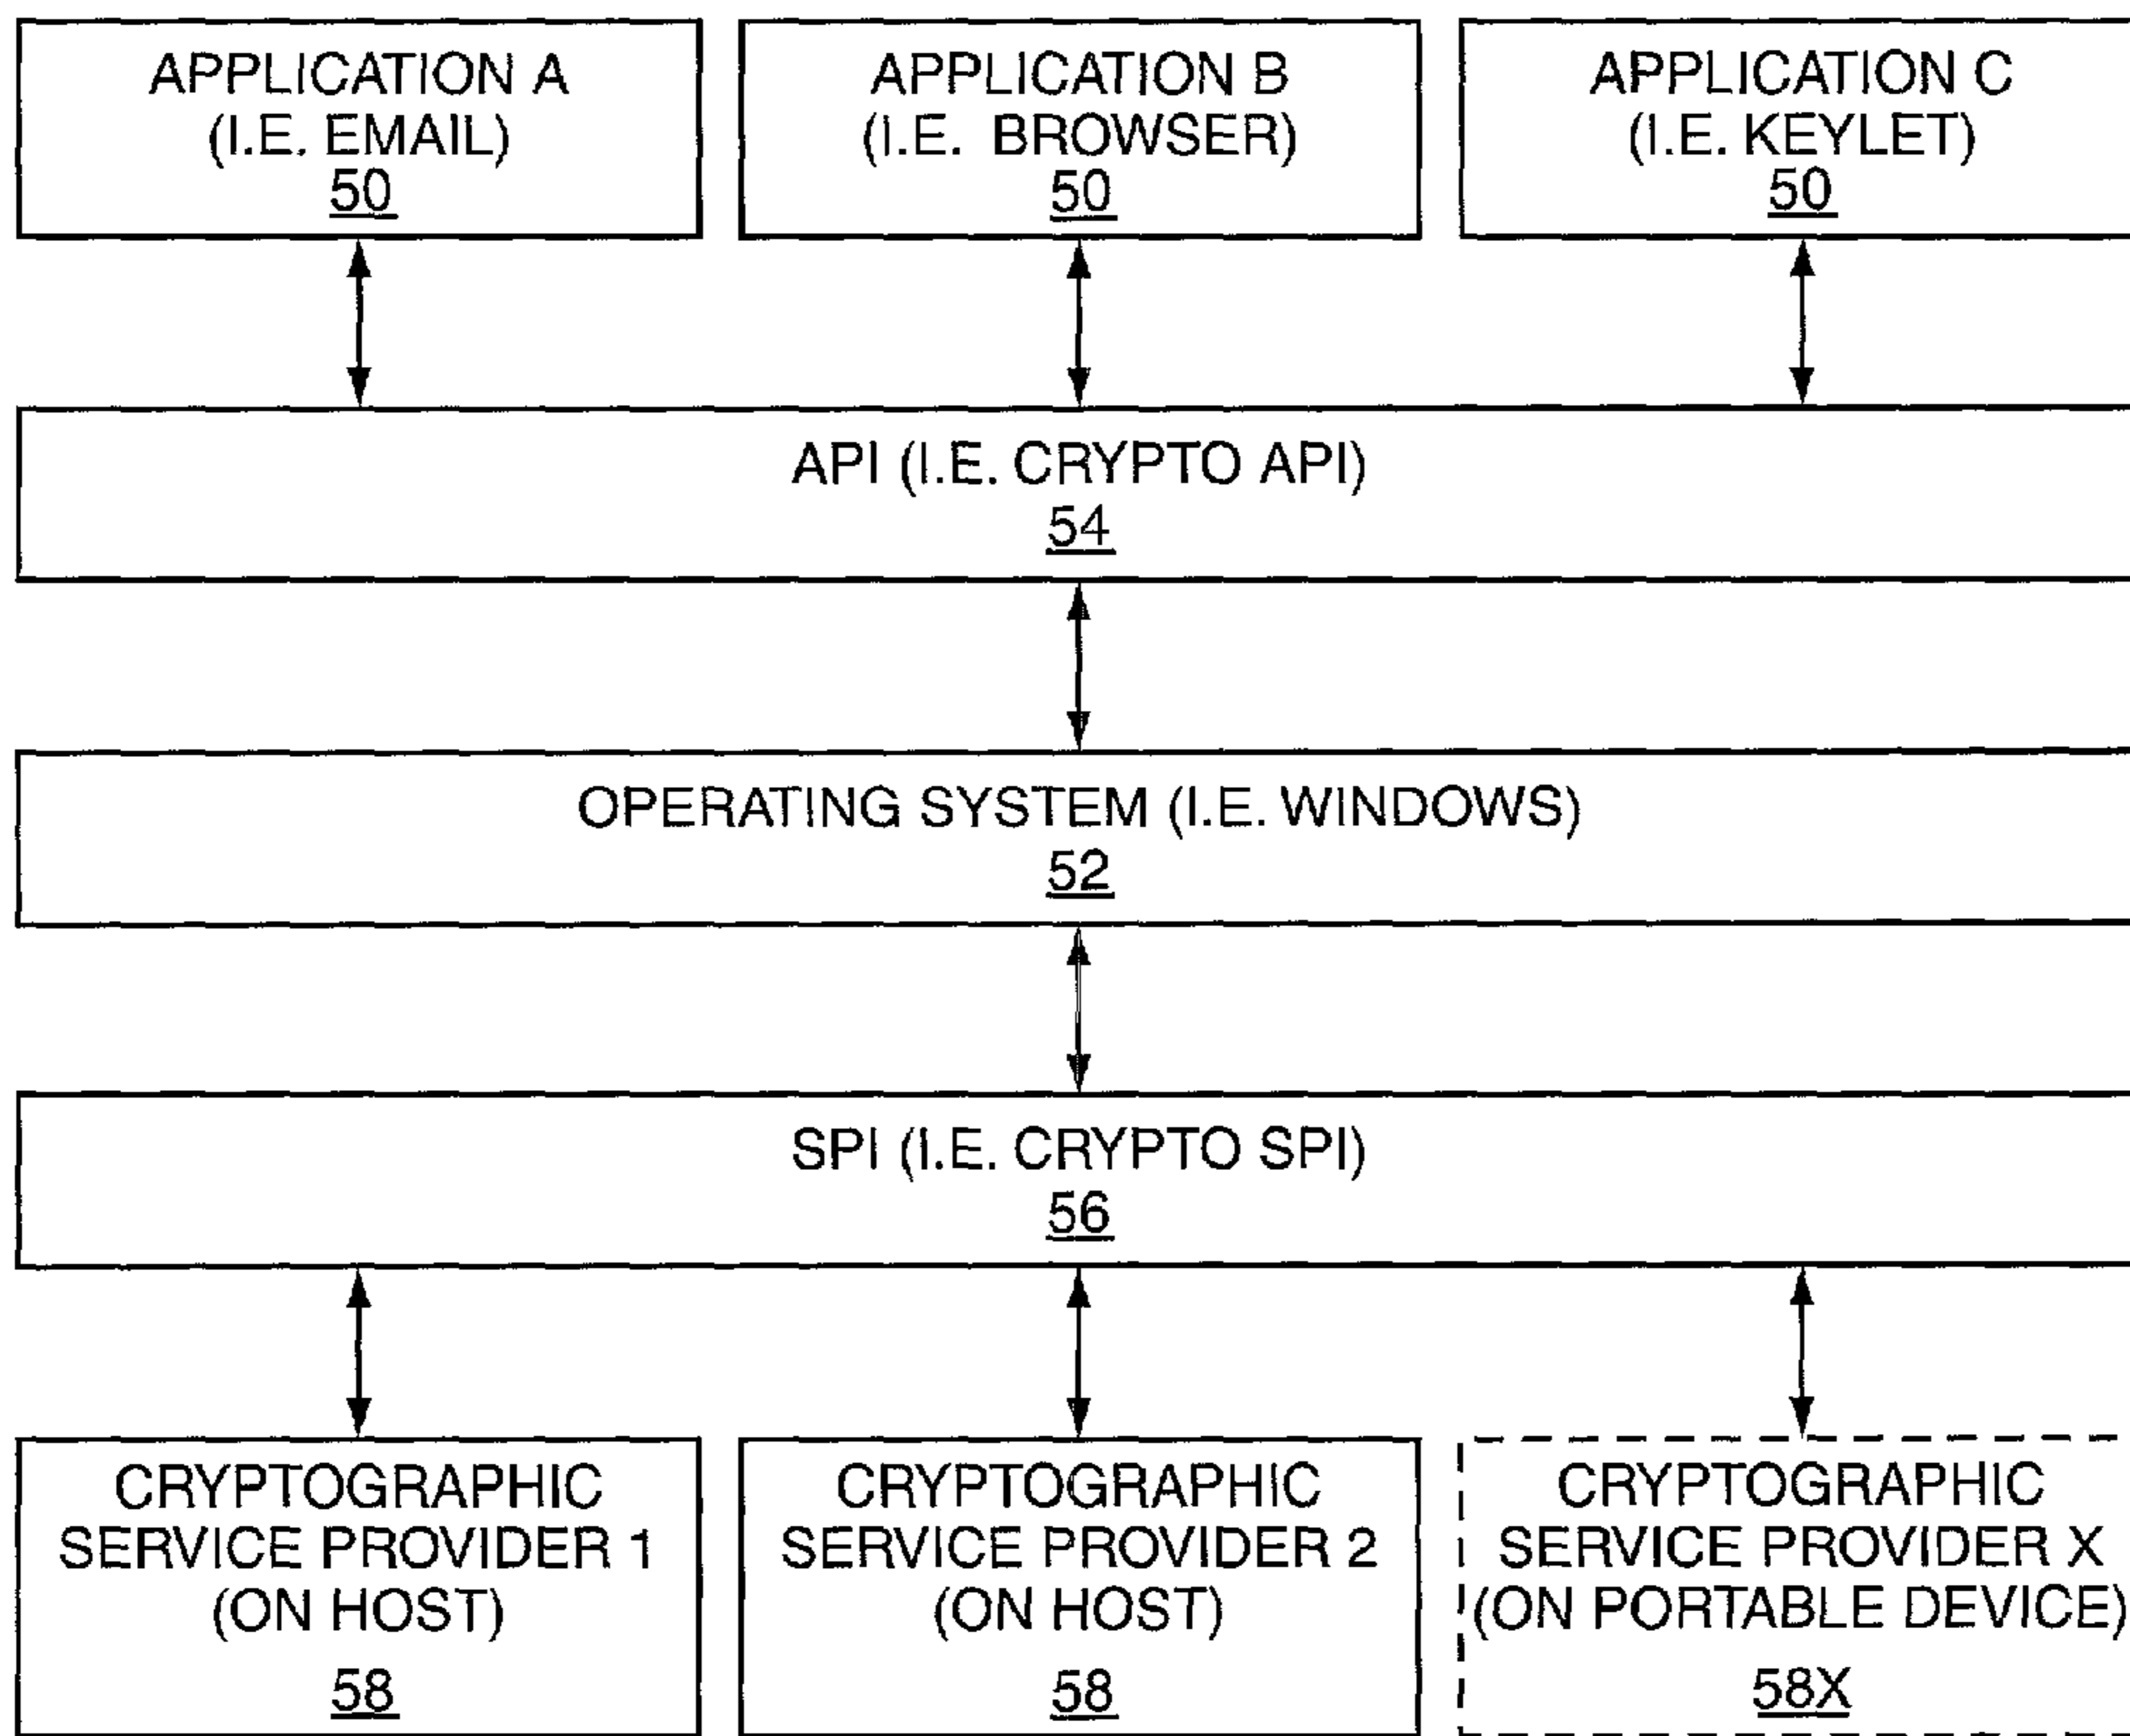 APPLICATION A
(I.E. EMAIL)
50
APPLICATION B
(I.E. BROWSER)
50
APPLICATION C
(I.E. KEYLET)
50
API (I.E. CRYPTO API)
54
OPERATING SYSTEM (I.E. WINDOWS)
52
SPI (I.E. CRYPTO SPI)
56
CRYPTOGRAPHIC
SERVICE PROVIDER 1
(ON HOST)
58
CRYPTOGRAPHIC
SERVICE PROVIDER 2
(ON HOST)
58
CRYPTOGRAPHIC
SERVICE PROVIDER X
(ON PORTABLE DEVICE)
58X